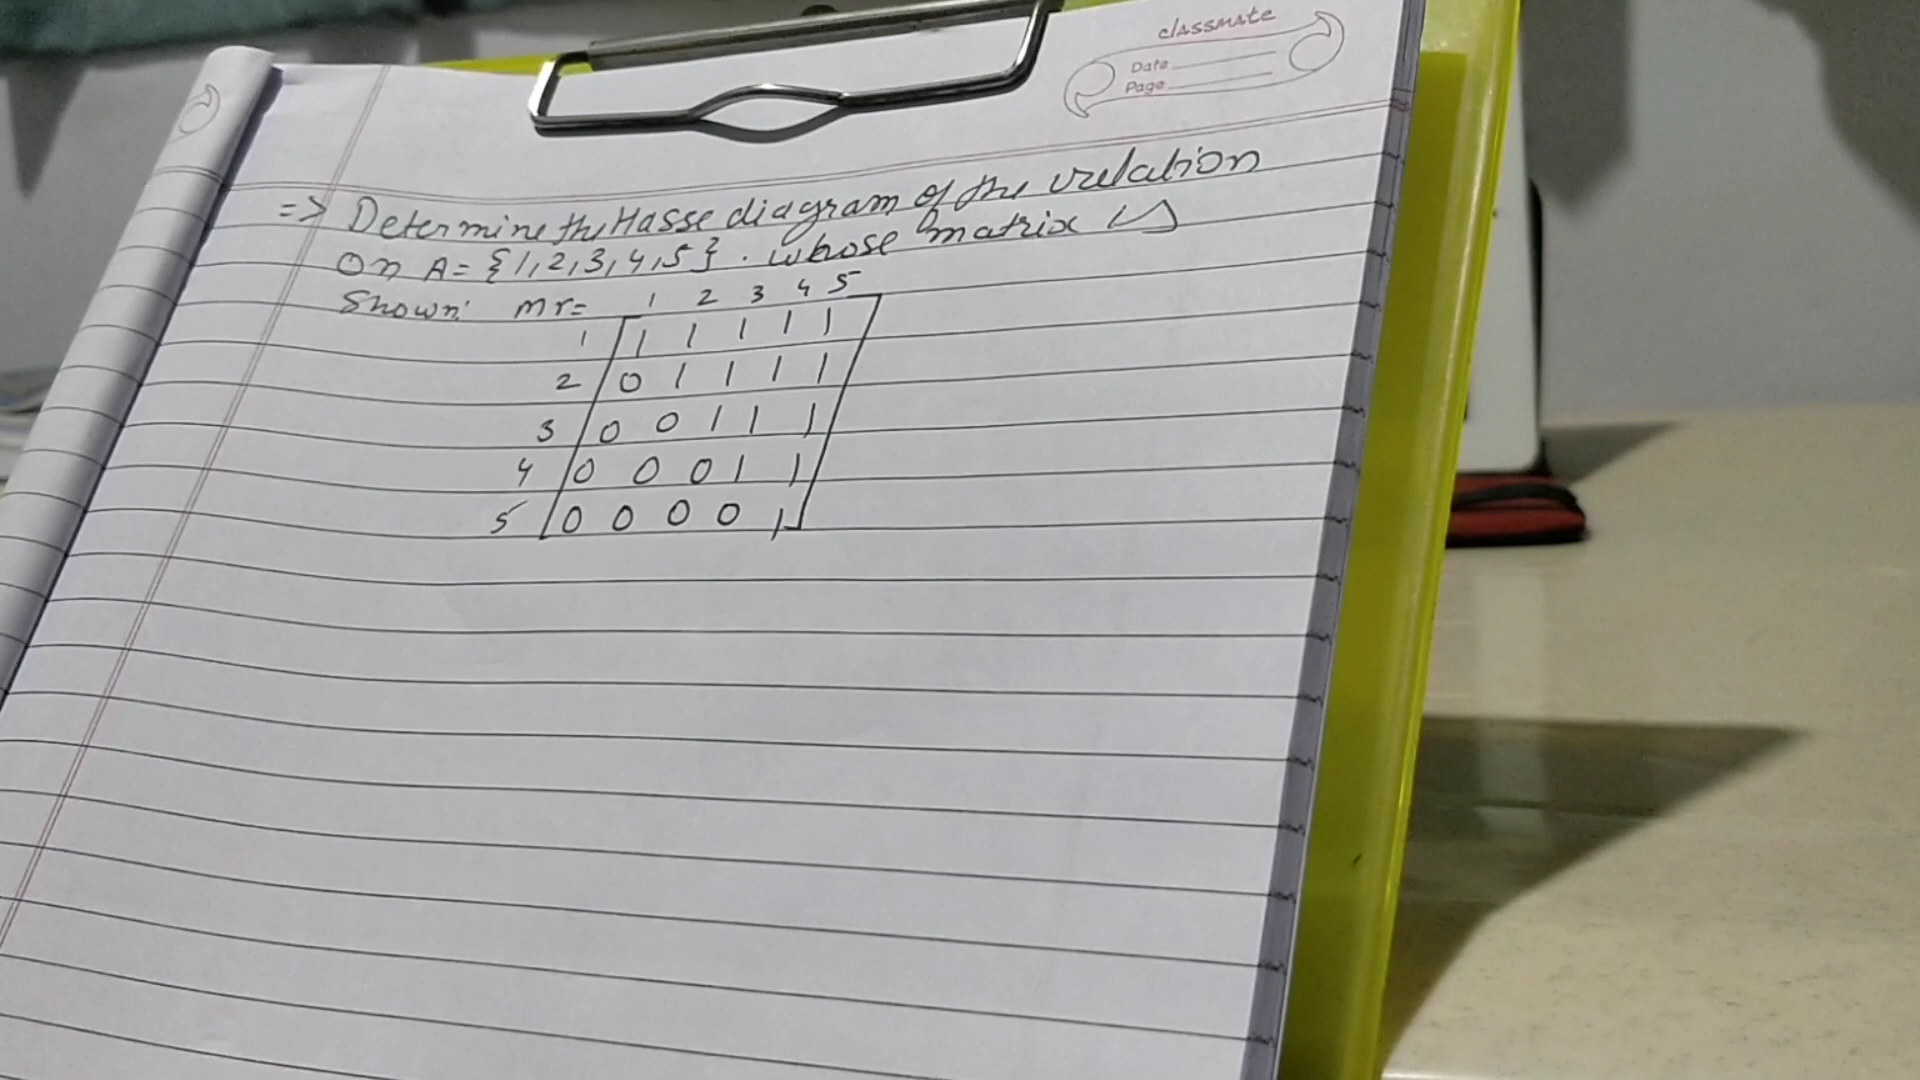 classmate
Date
Page
=> Determine the Hasse diagram of the relation
on A = {1,2,3,4,5} . whose matrix is
Shown: mr=
1 2 3 4 5
1 1 1 1 1 1
2 0 1 1 1 1
3 0 0 1 1 1
4 0 0 0 1 1
5 0 0 0 0 1